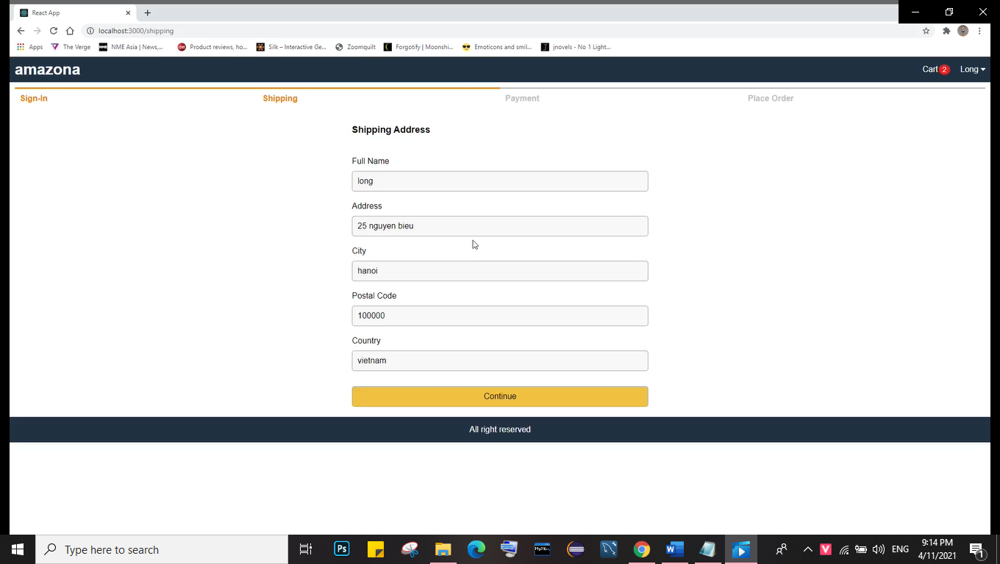 React App
localhost:3000/shipping
Apps The Verge NME Asia | News,... Product reviews, ho... Silk – Interactive Ge... Zoomquilt Forgotify | Moonshi... Emoticons and smil... jnovels - No 1 Light...
amazona Cart 2 Long
Sign-In Shipping Payment Place Order
Shipping Address
Full Name
long
Address
25 nguyen bieu
City
hanoi
Postal Code
100000
Country
vietnam
Continue
All right reserved
Type here to search
Ps
MySQL
ENG
9:14 PM
4/11/2021
1